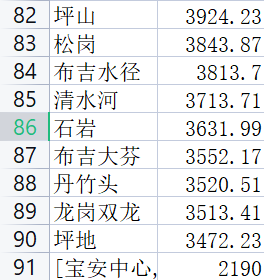 82 坪山 3924.23
83 松岗 3843.87
84 布吉水径 3813.7
85 清水河 3713.71
86 石岩 3631.99
87 布吉大芬 3552.17
88 丹竹头 3520.51
89 龙岗双龙 3513.41
90 坪地 3472.23
91 [宝安中心, 2190